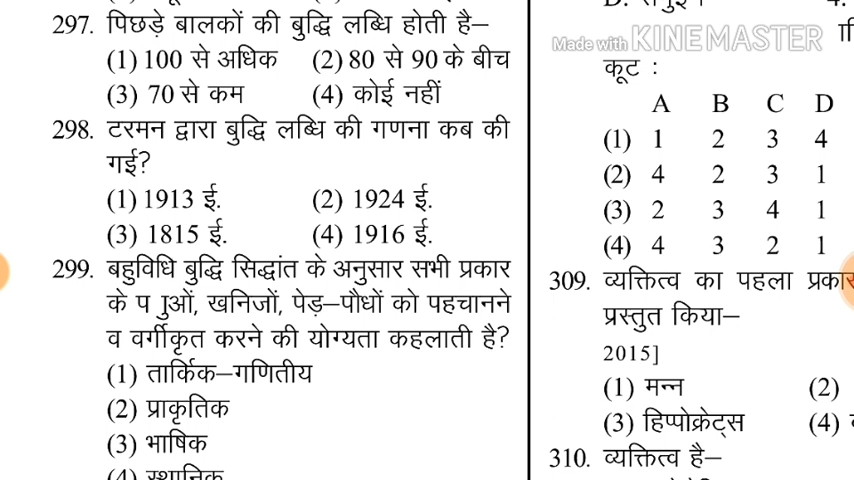 297. पिछड़े बालकों की बुद्धि लब्धि होती है–
(1) 100 से अधिक (2) 80 से 90 के बीच
(3) 70 से कम (4) कोई नहीं
298. टरमन द्वारा बुद्धि लब्धि की गणना कब की
गई?
(1) 1913 ई. (2) 1924 ई.
(3) 1815 ई. (4) 1916 ई.
299. बहुविधि बुद्धि सिद्धांत के अनुसार सभी प्रकार
के प ुओं, खनिजों, पेड़–पौधों को पहचानने
व वर्गीकृत करने की योग्यता कहलाती है?
(1) तार्किक–गणितीय
(2) प्राकृतिक
(3) भाषिक
(4) स्थानिक
Made with KINEMASTER
कूट :
A B C D
(1) 1 2 3 4
(2) 4 2 3 1
(3) 2 3 4 1
(4) 4 3 2 1
309. व्यक्तित्व का पहला प्रकार
प्रस्तुत किया–
2015]
(1) मन्न (2)
(3) हिप्पोक्रेट्स (4)
310. व्यक्तित्व है–